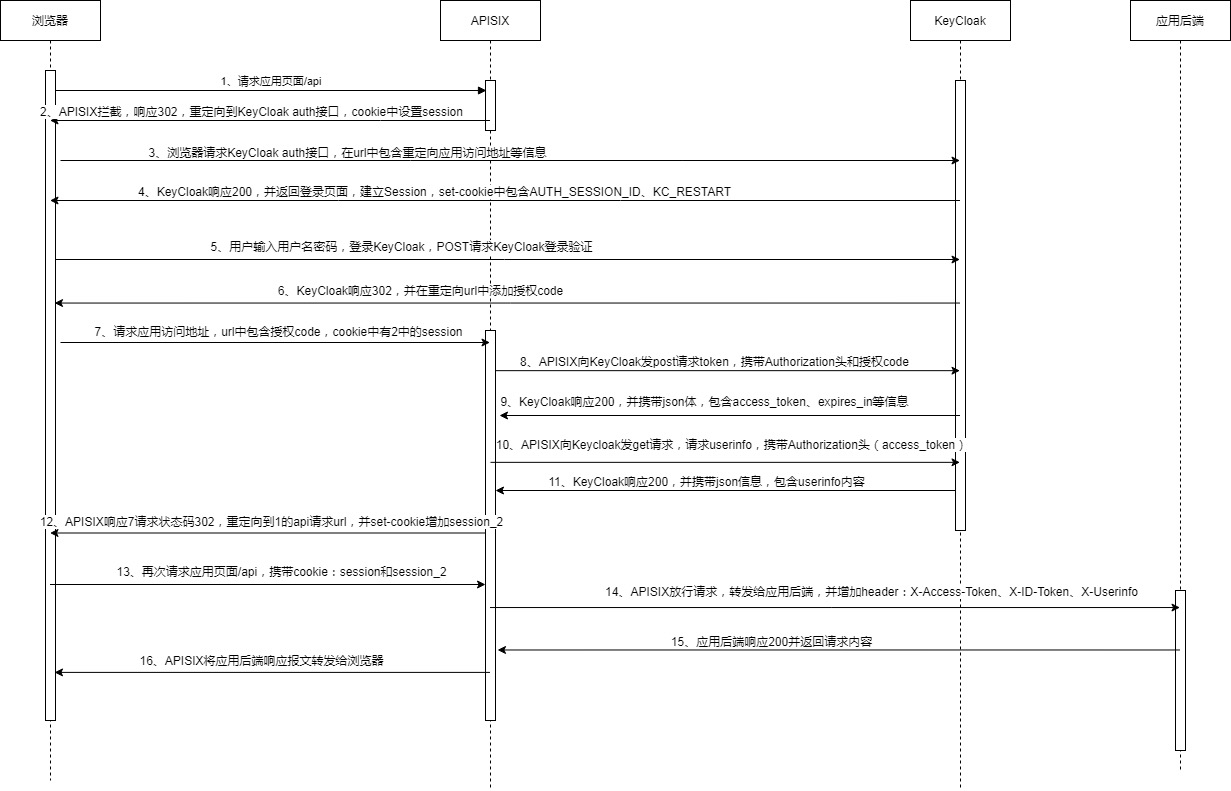 浏览器
APISIX
KeyCloak
应用后端
1、请求应用页面/api
2、APISIX拦截，响应302，重定向到KeyCloak auth接口，cookie中设置session
3、浏览器请求KeyCloak auth接口，在url中包含重定向应用访问地址等信息
4、KeyCloak响应200，并返回登录页面，建立Session，set-cookie中包含AUTH_SESSION_ID、KC_RESTART
5、用户输入用户名密码，登录KeyCloak，POST请求KeyCloak登录验证
6、KeyCloak响应302，并在重定向url中添加授权code
7、请求应用访问地址，url中包含授权code，cookie中有2中的session
8、APISIX向KeyCloak发post请求token，携带Authorization头和授权code
9、KeyCloak响应200，并携带json体，包含access_token、expires_in等信息
10、APISIX向Keycloak发get请求，请求userinfo，携带Authorization头（access_token）
11、KeyCloak响应200，并携带json信息，包含userinfo内容
12、APISIX响应7请求状态码302，重定向到1的api请求url，并set-cookie增加session_2
13、再次请求应用页面/api，携带cookie：session和session_2
14、APISIX放行请求，转发给应用后端，并增加header：X-Access-Token、X-ID-Token、X-Userinfo
15、应用后端响应200并返回请求内容
16、APISIX将应用后端响应报文转发给浏览器